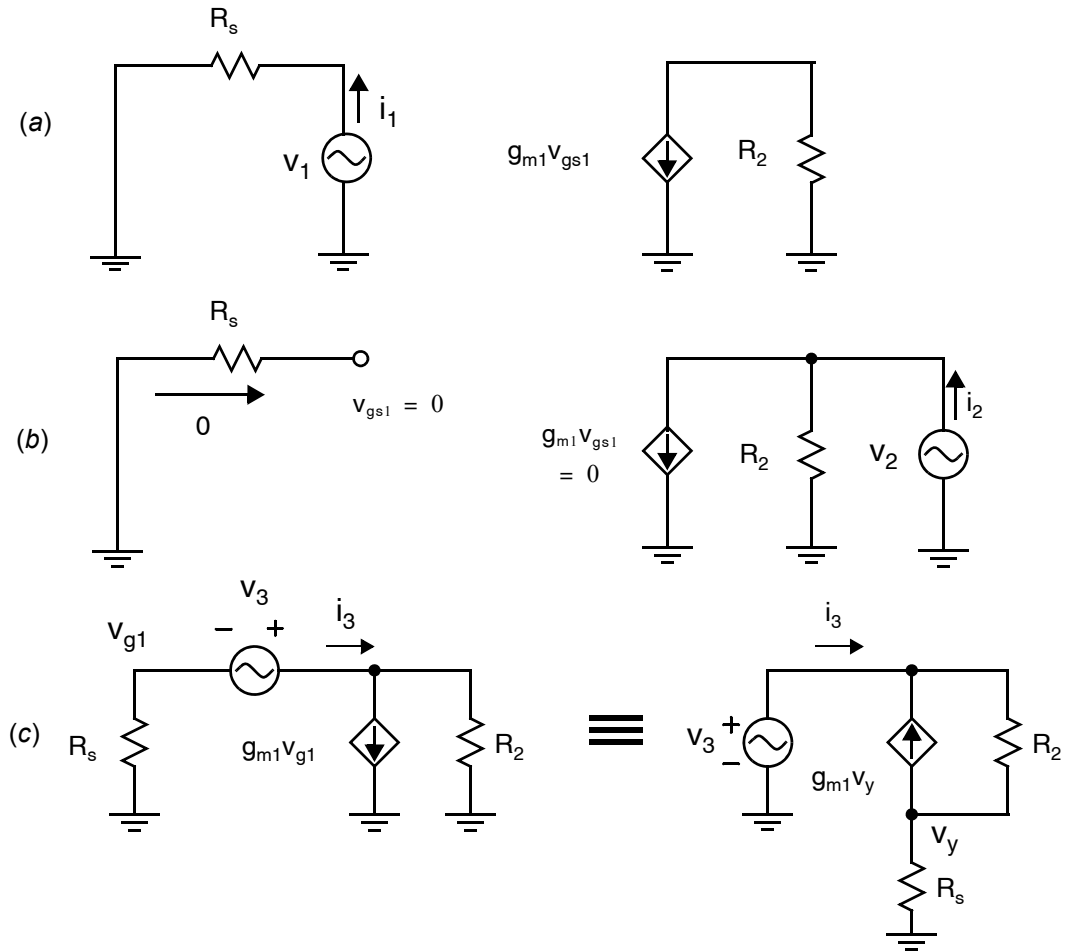 R_s
(a)
i_1
v_1
g_m1v_gs1
R_2
R_s
0
v_gs1 = 0
(b)
g_m1v_gs1
= 0
R_2
v_2
i_2
v_3
− +
v_g1
i_3
(c)
R_s
g_m1v_g1
R_2
≡
i_3
v_3
+
−
g_m1v_y
R_2
v_y
R_s